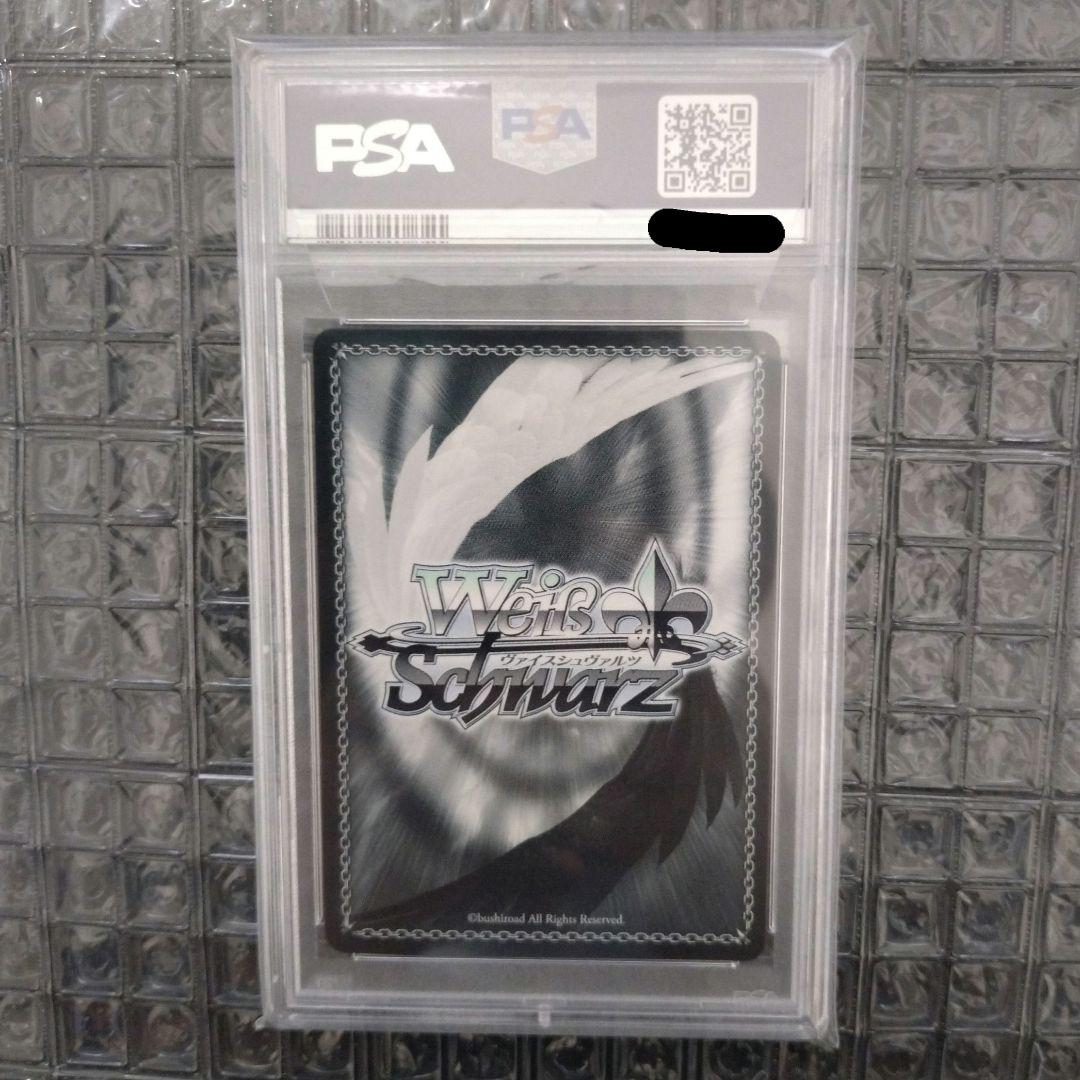 PSA
PSA
Weiß
ヴァイスシュヴァルツ
Schwarz
©bushiroad All Rights Reserved.